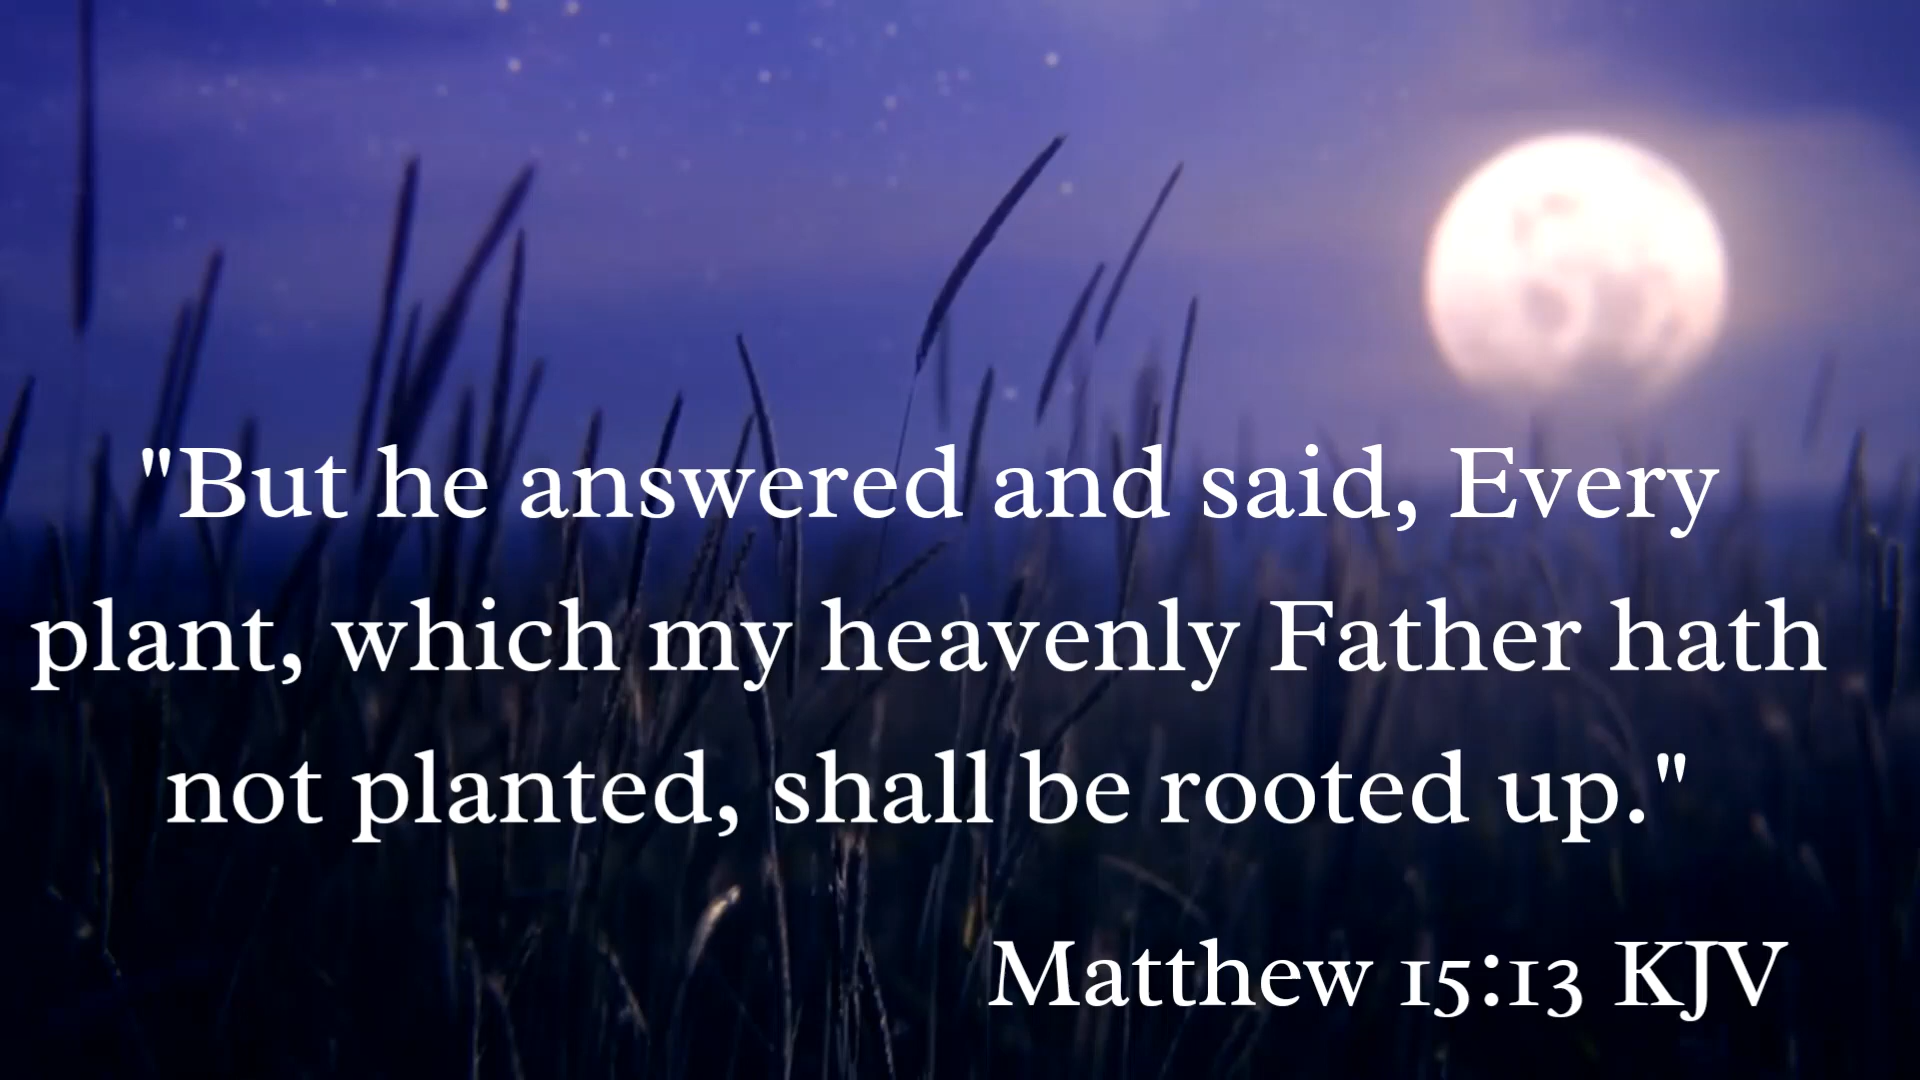 "But he answered and said, Every
plant, which my heavenly Father hath
not planted, shall be rooted up."
Matthew 15:13 KJV